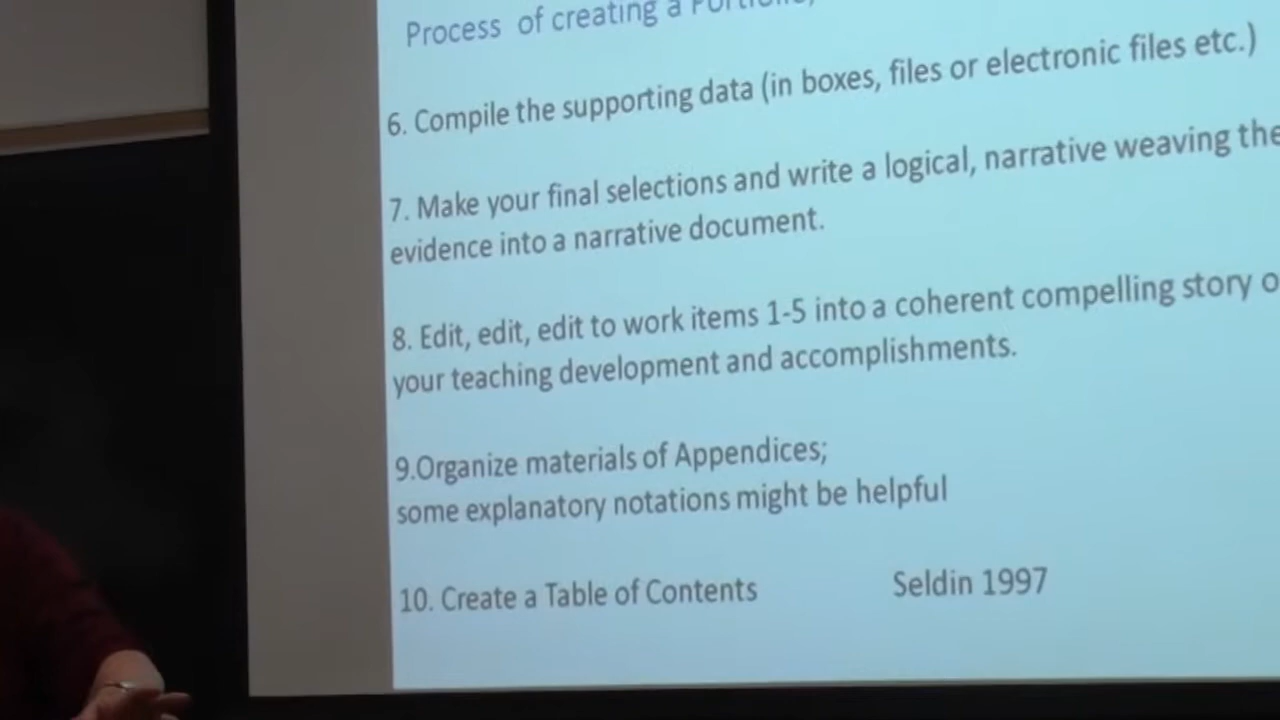 Process of creating a
6. Compile the supporting data (in boxes, files or electronic files etc.)
7. Make your final selections and write a logical, narrative weaving the
evidence into a narrative document.
8. Edit, edit, edit to work items 1-5 into a coherent compelling story
your teaching development and accomplishments.
9.Organize materials of Appendices;
some explanatory notations might be helpful
10. Create a Table of Contents Seldin 1997